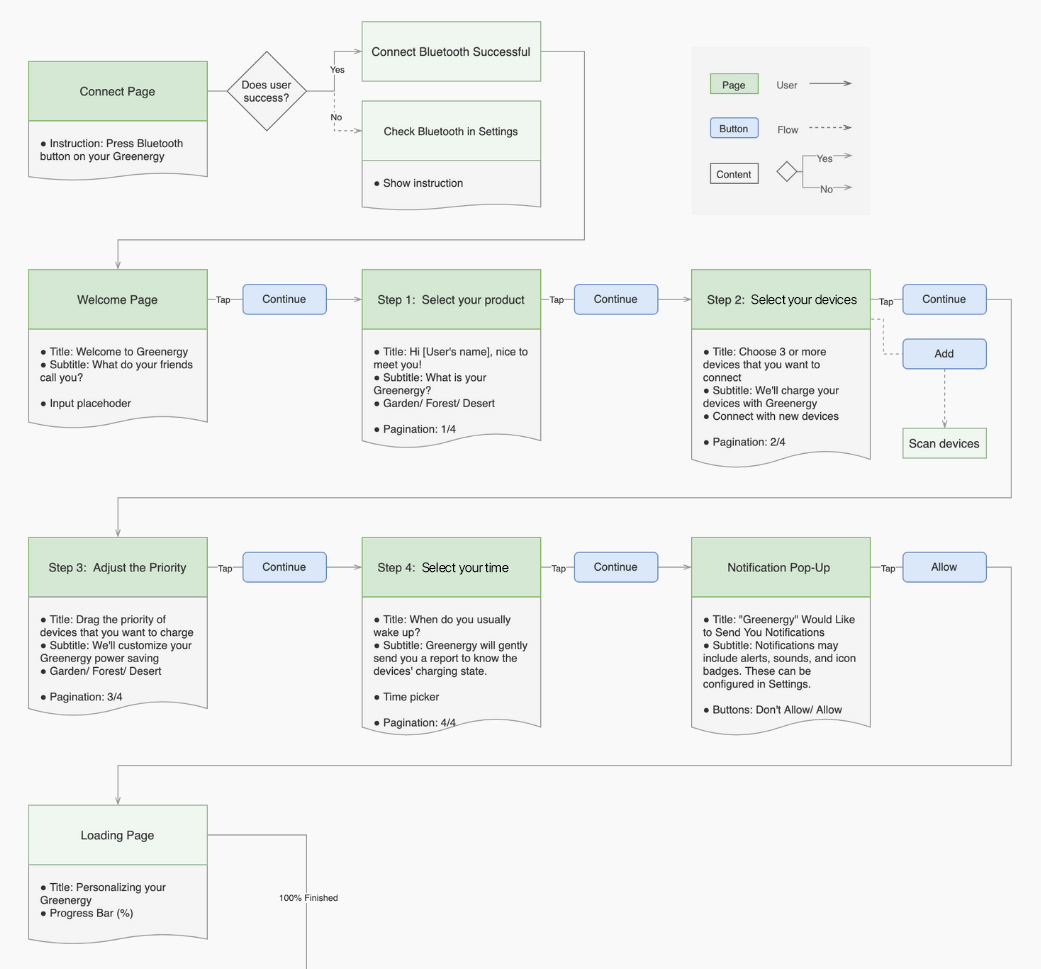 Connect Page
● Instruction: Press Bluetooth
button on your Greenergy
Does user
success?
Yes
No
Connect Bluetooth Successful
Check Bluetooth in Settings
● Show instruction
Page
User
Button
Flow
Content
Yes
No
Welcome Page
● Title: Welcome to Greenergy
● Subtitle: What do your friends
call you?
● Input placehoder
Tap
Continue
Step 1: Select your product
● Title: Hi [User's name], nice to
meet you!
● Subtitle: What is your
Greenergy?
● Garden/ Forest/ Desert
● Pagination: 1/4
Tap
Continue
Step 2: Select your devices
● Title: Choose 3 or more
devices that you want to
connect
● Subtitle: We'll charge your
devices with Greenergy
● Connect with new devices
● Pagination: 2/4
Tap
Continue
Add
Scan devices
Step 3: Adjust the Priority
● Title: Drag the priority of
devices that you want to charge
● Subtitle: We'll customize your
Greenergy power saving
● Garden/ Forest/ Desert
● Pagination: 3/4
Tap
Continue
Step 4: Select your time
● Title: When do you usually
wake up?
● Subtitle: Greenergy will gently
send you a report to know the
devices' charging state.
● Time picker
● Pagination: 4/4
Tap
Continue
Notification Pop-Up
● Title: "Greenergy" Would Like
to Send You Notifications
● Subtitle: Notifications may
include alerts, sounds, and icon
badges. These can be
configured in Settings.
● Buttons: Don't Allow/ Allow
Tap
Allow
Loading Page
● Title: Personalizing your
Greenergy
● Progress Bar (%)
100% Finished